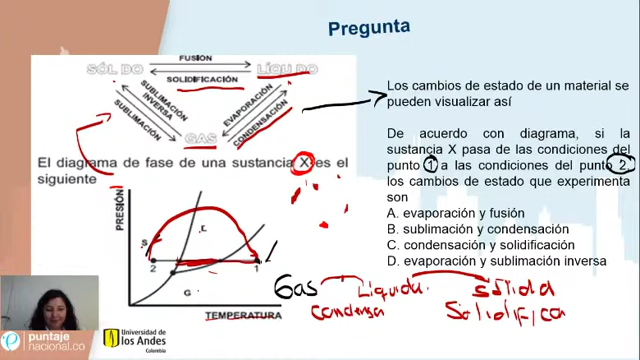 Pregunta
FUSIÓN
SÓLIDO LÍQUIDO
SOLIDIFICACIÓN
SUBLIMACIÓN INVERSA
SUBLIMACIÓN
EVAPORACIÓN
CONDENSACIÓN
GAS
El diagrama de fase de una sustancia X es el
siguiente
PRESIÓN
S
L
G
2
1
TEMPERATURA
Los cambios de estado de un material se
pueden visualizar así
De acuerdo con diagrama, si la
sustancia X pasa de las condiciones del
punto 1 a las condiciones del punto 2,
los cambios de estado que experimenta
son
A. evaporación y fusión
B. sublimación y condensación
C. condensación y solidificación
D. evaporación y sublimación inversa
Gas Líquido sólido
Condensa Solidifica
puntaje
nacional.co
Universidad de
los Andes
Colombia